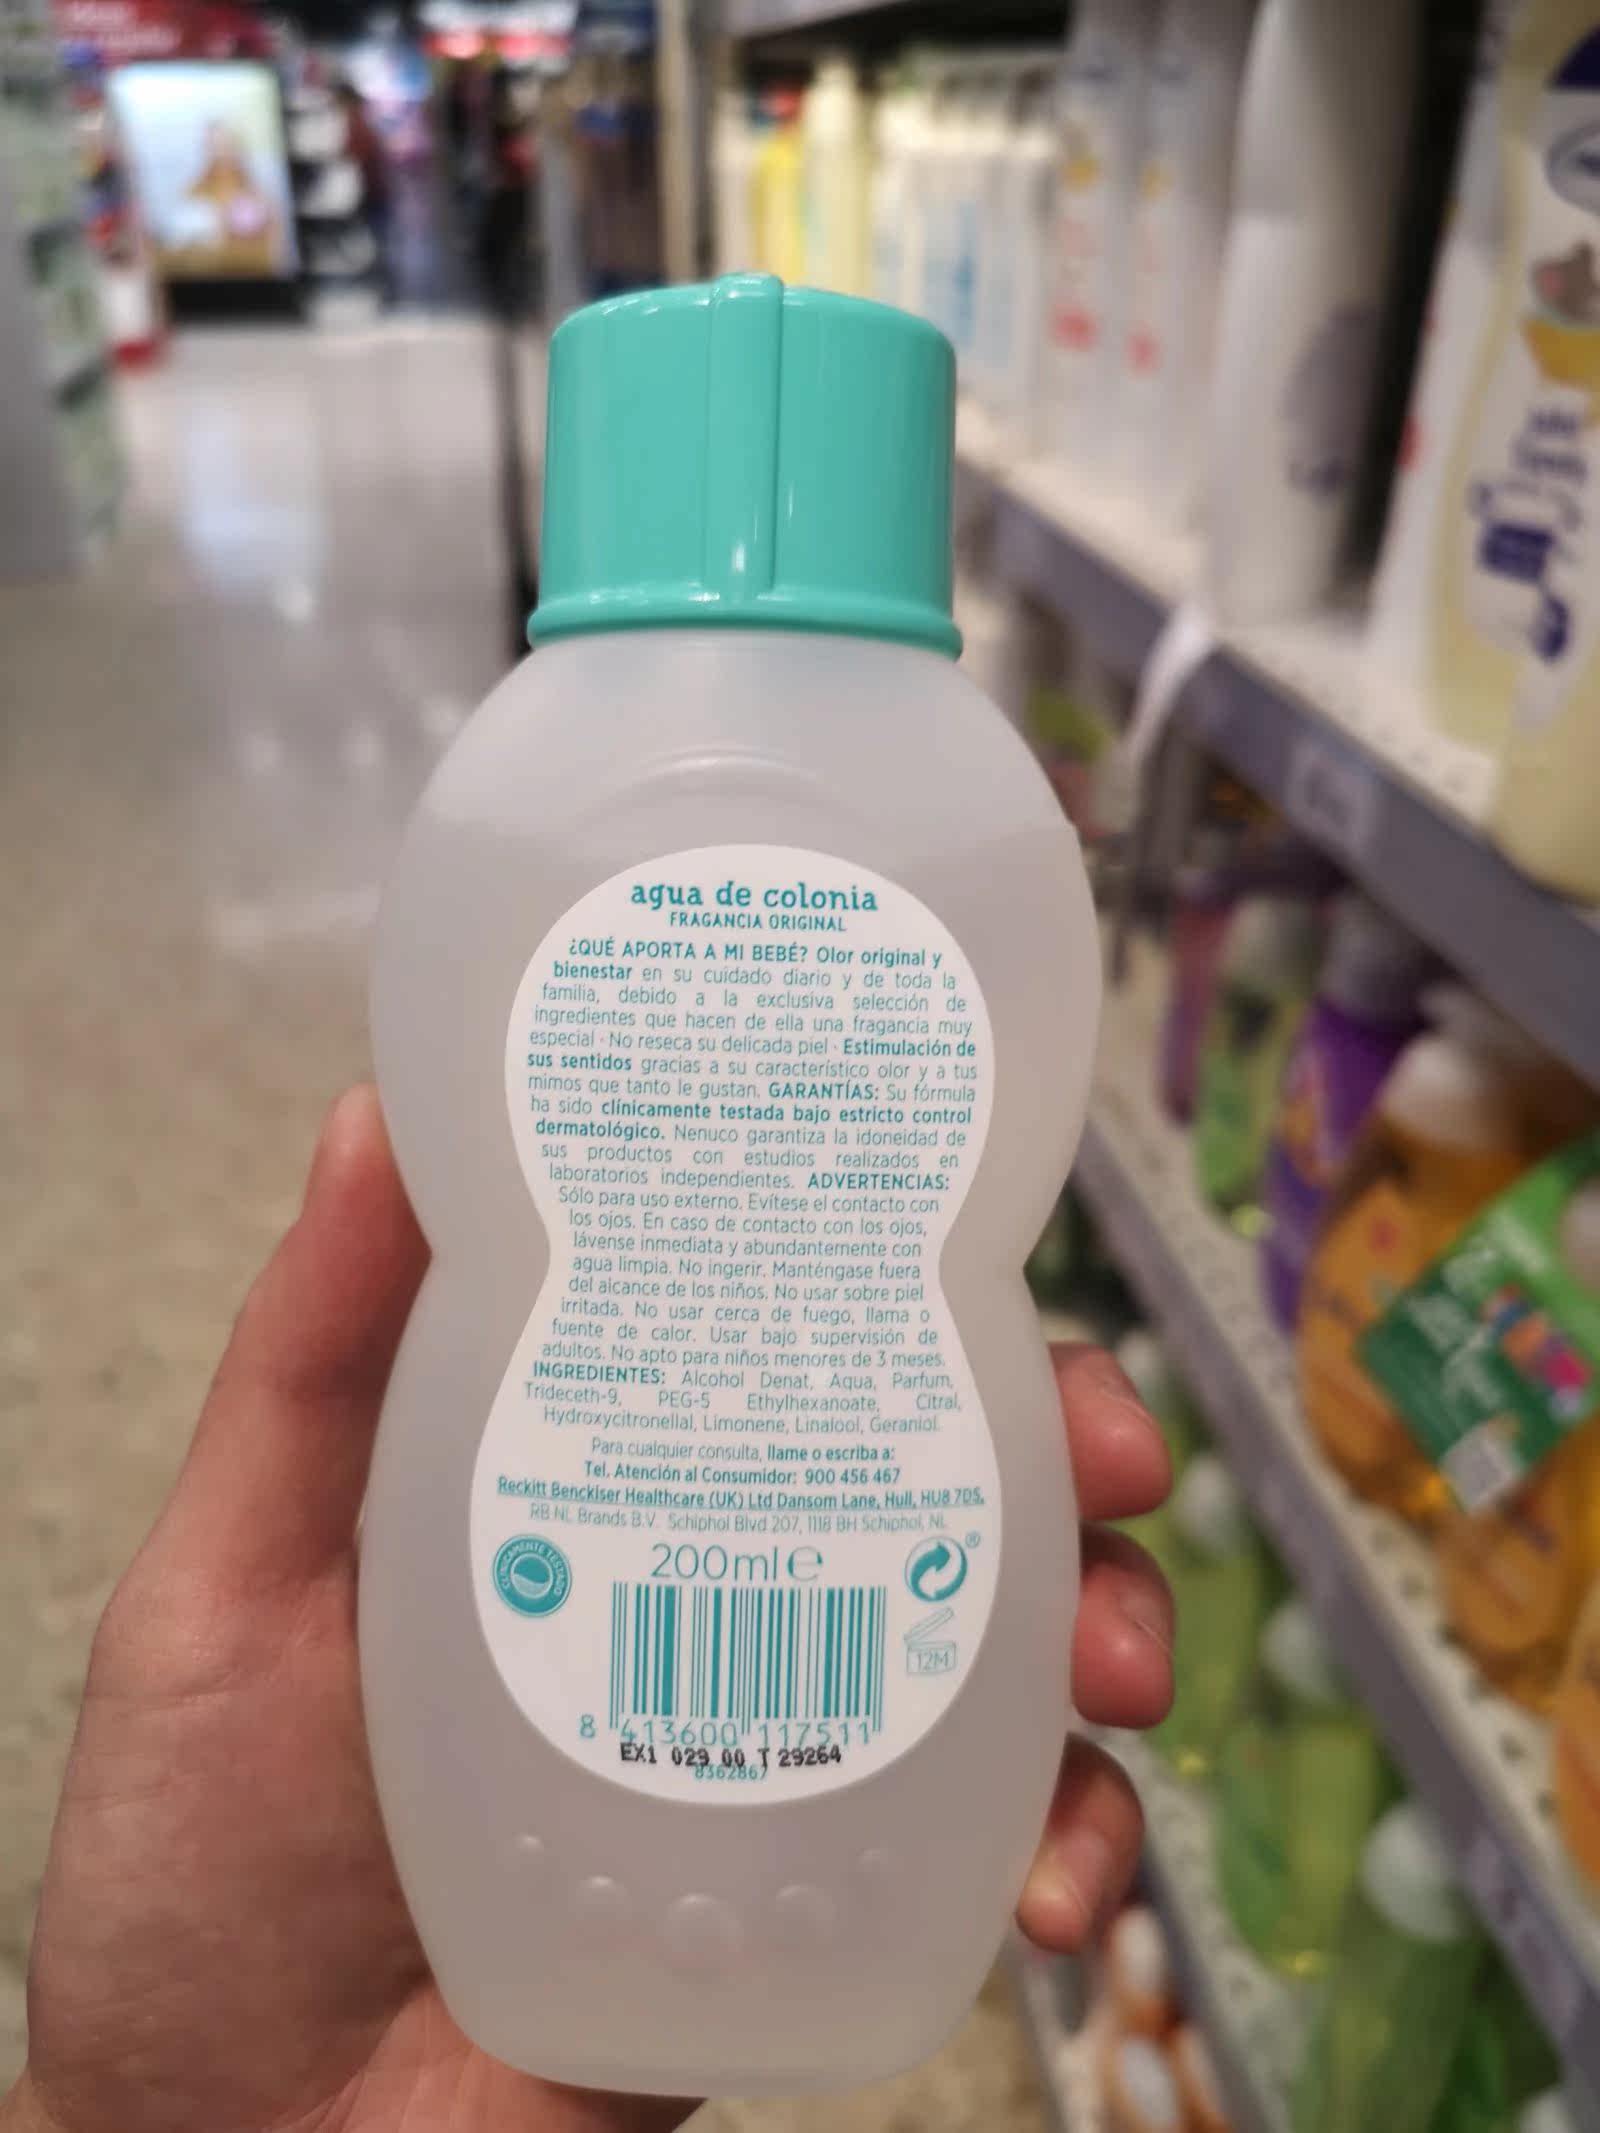 agua de colonia
FRAGANCIA ORIGINAL
¿QUÉ APORTA A MI BEBÉ? Olor original y
bienestar en su cuidado diario y de toda la
familia, debido a la exclusiva selección de
ingredientes que hacen de ella una fragancia muy
especial · No reseca su delicada piel · Estimulación de
sus sentidos gracias a su característico olor y a tus
mimos que tanto le gustan. GARANTÍAS: Su fórmula
ha sido clínicamente testada bajo estricto control
dermatológico. Nenuco garantiza la idoneidad de
sus productos con estudios realizados en
laboratorios independientes. ADVERTENCIAS:
Sólo para uso externo. Evítese el contacto con
los ojos. En caso de contacto con los ojos,
lávense inmediata y abundantemente con
agua limpia. No ingerir. Manténgase fuera
del alcance de los niños. No usar sobre piel
irritada. No usar cerca de fuego, llama o
fuente de calor. Usar bajo supervisión de
adultos. No apto para niños menores de 3 meses.
INGREDIENTES: Alcohol Denat, Aqua, Parfum,
Trideceth-9, PEG-5 Ethylhexanoate, Citral,
Hydroxycitronellal, Limonene, Linalool, Geraniol.
Para cualquier consulta, llame o escriba a:
Tel. Atención al Consumidor: 900 456 467
Reckitt Benckiser Healthcare (UK) Ltd Dansom Lane, Hull, HU8 7DS.
RB NL Brands B.V. Schiphol Blvd 207, 1118 BH Schiphol, NL
CLÍNICAMENTE TESTADO
200ml e
®
12M
8 413600 117511
EX1 029 00 T 29264
8362867